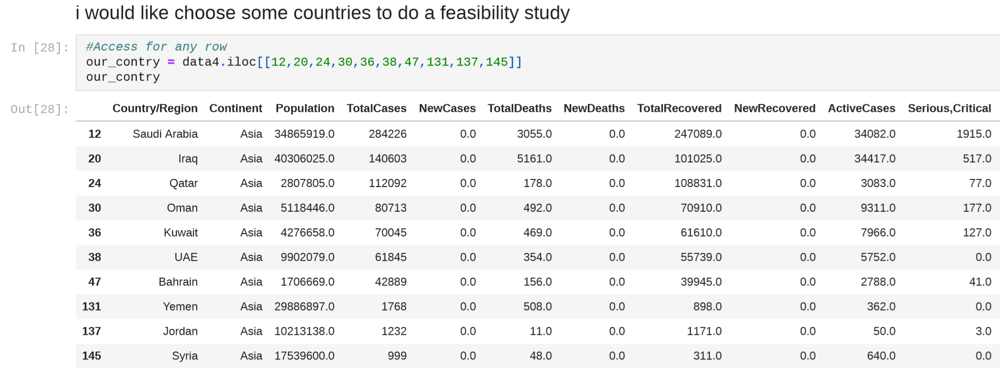 i would like choose some countries to do a feasibility study
In [28]:
#Access for any row
our_contry = data4.iloc[[12,20,24,30,36,38,47,131,137,145]]
our_contry
Out[28]:
Country/Region Continent Population TotalCases NewCases TotalDeaths NewDeaths TotalRecovered NewRecovered ActiveCases Serious,Critical
12 Saudi Arabia Asia 34865919.0 284226 0.0 3055.0 0.0 247089.0 0.0 34082.0 1915.0
20 Iraq Asia 40306025.0 140603 0.0 5161.0 0.0 101025.0 0.0 34417.0 517.0
24 Qatar Asia 2807805.0 112092 0.0 178.0 0.0 108831.0 0.0 3083.0 77.0
30 Oman Asia 5118446.0 80713 0.0 492.0 0.0 70910.0 0.0 9311.0 177.0
36 Kuwait Asia 4276658.0 70045 0.0 469.0 0.0 61610.0 0.0 7966.0 127.0
38 UAE Asia 9902079.0 61845 0.0 354.0 0.0 55739.0 0.0 5752.0 0.0
47 Bahrain Asia 1706669.0 42889 0.0 156.0 0.0 39945.0 0.0 2788.0 41.0
131 Yemen Asia 29886897.0 1768 0.0 508.0 0.0 898.0 0.0 362.0 0.0
137 Jordan Asia 10213138.0 1232 0.0 11.0 0.0 1171.0 0.0 50.0 3.0
145 Syria Asia 17539600.0 999 0.0 48.0 0.0 311.0 0.0 640.0 0.0